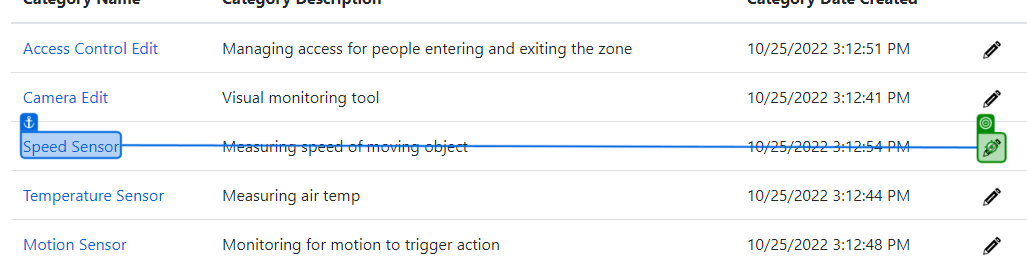 Category Name Category Description Category Date Created
Access Control Edit Managing access for people entering and exiting the zone 10/25/2022 3:12:51 PM
Camera Edit Visual monitoring tool 10/25/2022 3:12:41 PM
Speed Sensor Measuring speed of moving object 10/25/2022 3:12:54 PM
Temperature Sensor Measuring air temp 10/25/2022 3:12:44 PM
Motion Sensor Monitoring for motion to trigger action 10/25/2022 3:12:48 PM